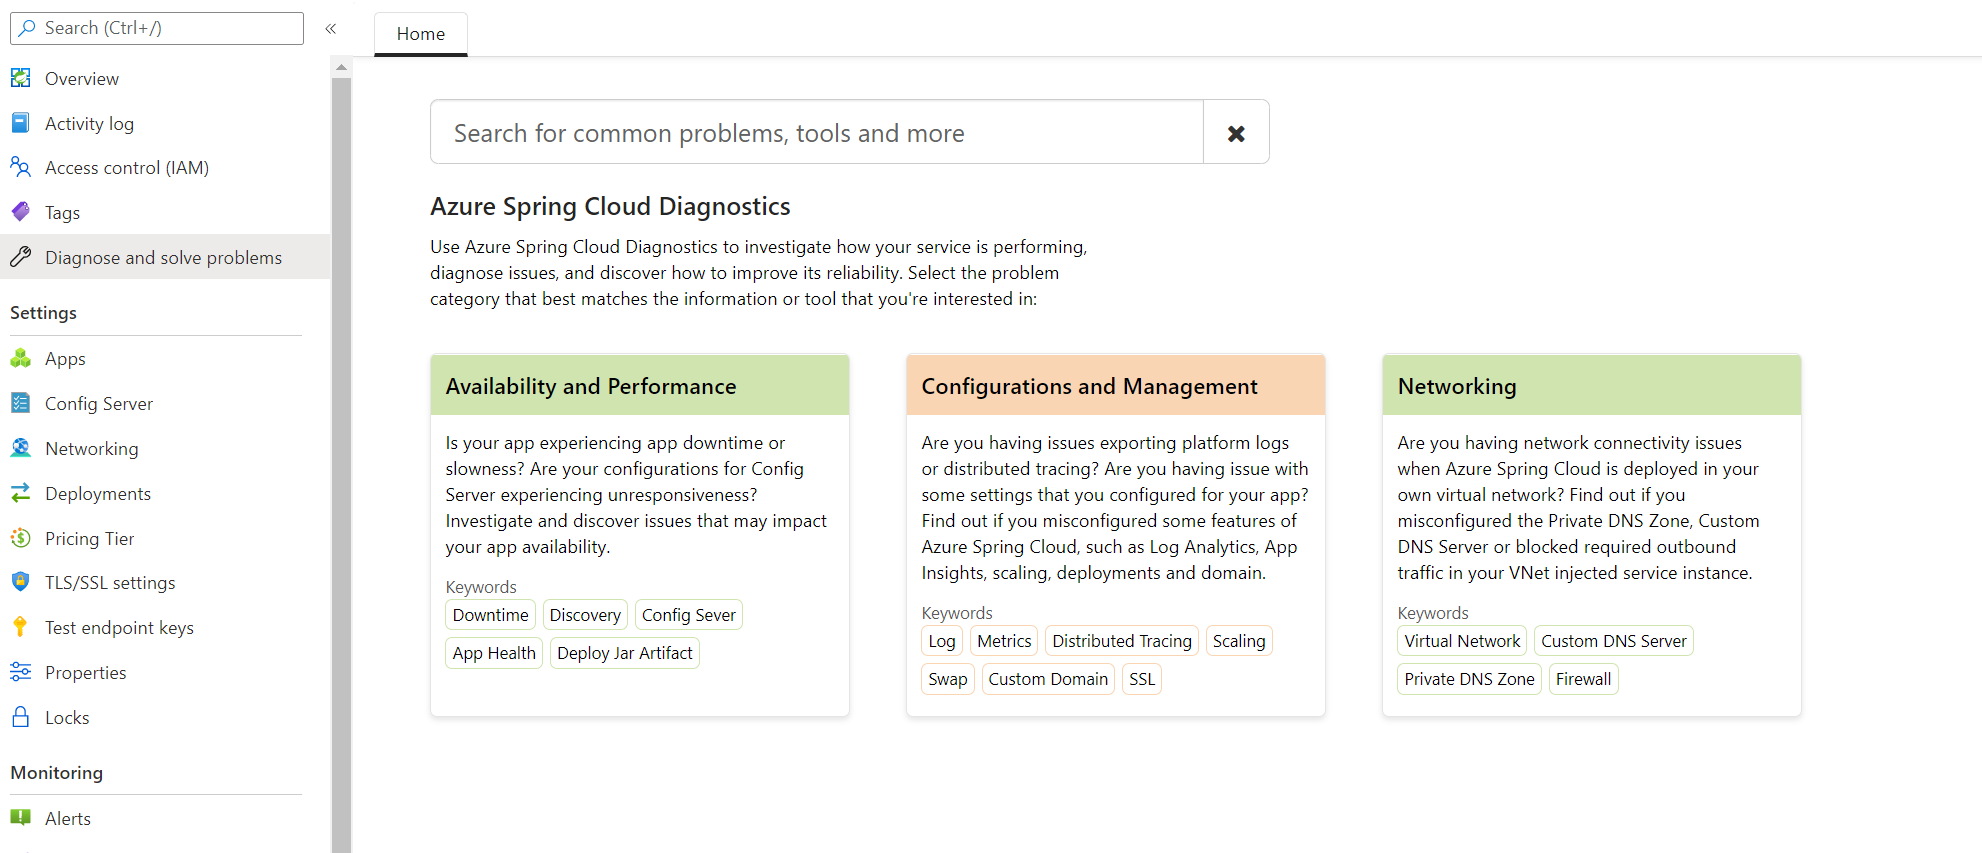 Search (Ctrl+/)
«
Overview
Activity log
Access control (IAM)
Tags
Diagnose and solve problems
Settings
Apps
Config Server
Networking
Deployments
Pricing Tier
TLS/SSL settings
Test endpoint keys
Properties
Locks
Monitoring
Alerts
Home
Search for common problems, tools and more
Azure Spring Cloud Diagnostics
Use Azure Spring Cloud Diagnostics to investigate how your service is performing,
diagnose issues, and discover how to improve its reliability. Select the problem
category that best matches the information or tool that you're interested in:
Availability and Performance
Is your app experiencing app downtime or
slowness? Are your configurations for Config
Server experiencing unresponsiveness?
Investigate and discover issues that may impact
your app availability.
Keywords
Downtime Discovery Config Sever
App Health Deploy Jar Artifact
Configurations and Management
Are you having issues exporting platform logs
or distributed tracing? Are you having issue with
some settings that you configured for your app?
Find out if you misconfigured some features of
Azure Spring Cloud, such as Log Analytics, App
Insights, scaling, deployments and domain.
Keywords
Log Metrics Distributed Tracing Scaling
Swap Custom Domain SSL
Networking
Are you having network connectivity issues
when Azure Spring Cloud is deployed in your
own virtual network? Find out if you
misconfigured the Private DNS Zone, Custom
DNS Server or blocked required outbound
traffic in your VNet injected service instance.
Keywords
Virtual Network Custom DNS Server
Private DNS Zone Firewall